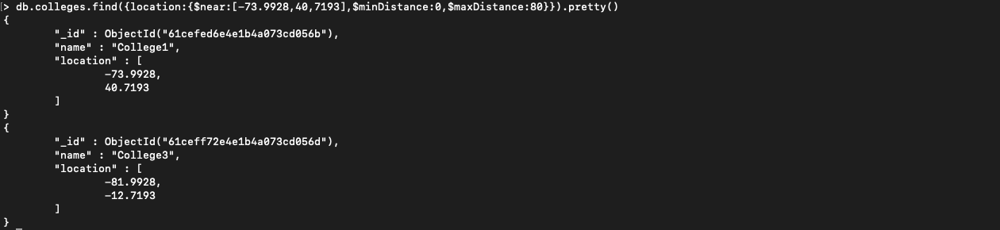 [> db.colleges.find({location:{$near:[-73.9928,40,7193],$minDistance:0,$maxDistance:80}}).pretty()
{
        "_id" : ObjectId("61cefed6e4e1b4a073cd056b"),
        "name" : "College1",
        "location" : [
                -73.9928,
                40.7193
        ]
}
{
        "_id" : ObjectId("61ceff72e4e1b4a073cd056d"),
        "name" : "College3",
        "location" : [
                -81.9928,
                -12.7193
        ]
}